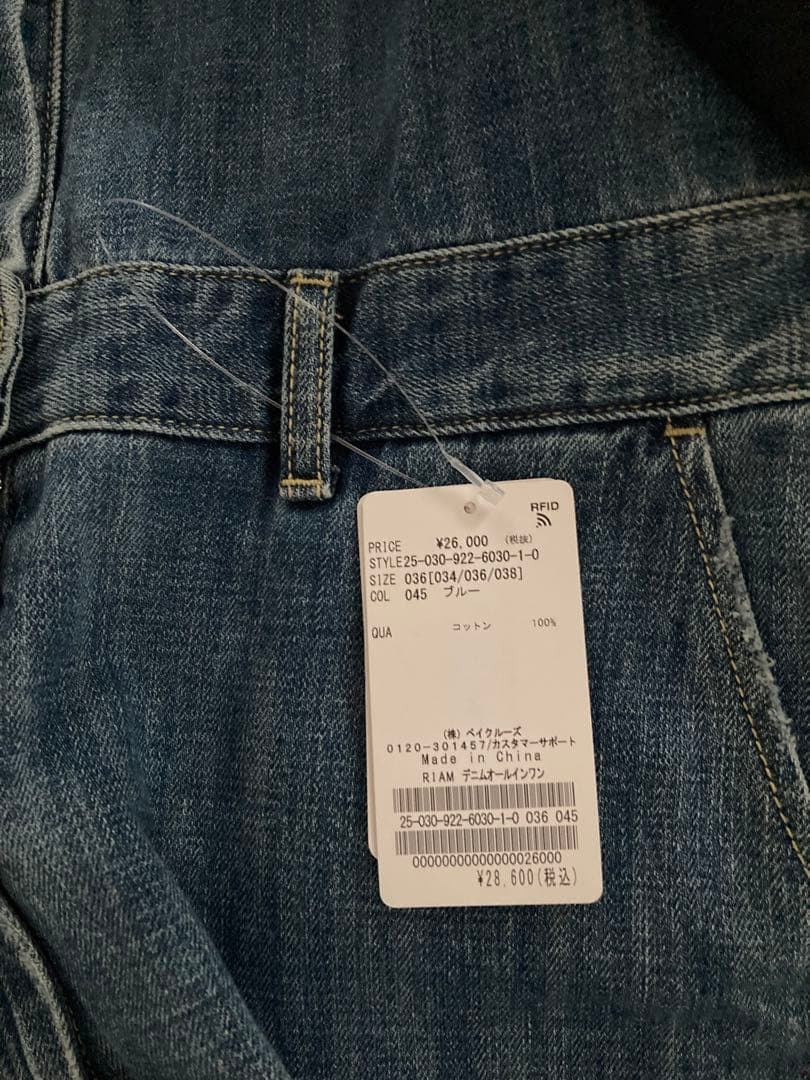 RFID
PRICE ¥26,000 (税抜)
STYLE25-030-922-6030-1-0
SIZE 036[034/036/038]
COL 045 ブルー
QUA コットン 100%
(株) ベイクルーズ
0120-301457/カスタマーサポート
Made in China
RIAM デニムオールインワン
25-030-922-6030-1-0 036 045
00000000000000026000
¥28,600(税込)